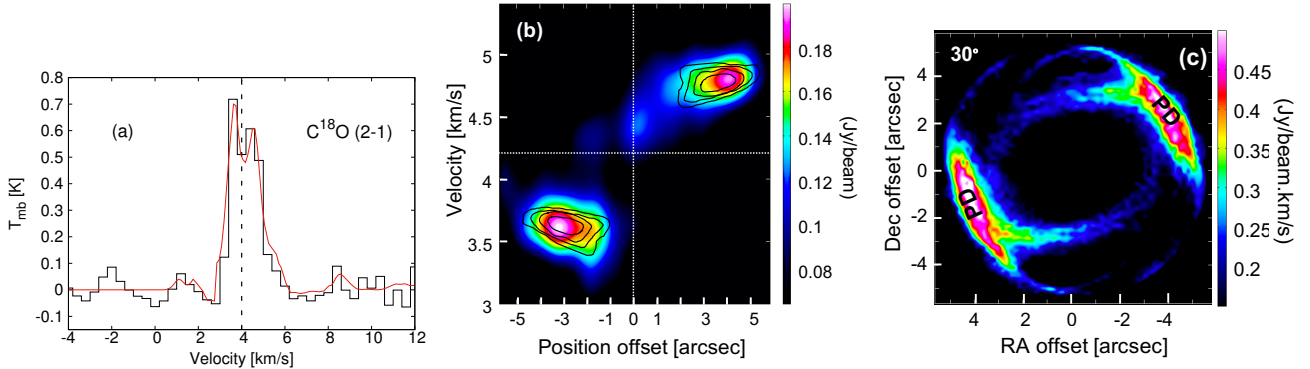 (a)
C18O (2-1)
0.8
0.7
0.6
0.5
0.4
0.3
0.2
0.1
0
-0.1
Tmb [K]
-4 -2 0 2 4 6 8 10 12
Velocity [km/s]
(b)
5
4.5
4
3.5
3
Velocity [km/s]
-5 -3 -1 0 1 3 5
Position offset [arcsec]
0.18
0.16
0.14
0.12
0.1
0.08
(Jy/beam)
30°
(c)
PD
PD
4
2
0
-2
-4
Dec offset [arcsec]
4 2 0 -2 -4
RA offset [arcsec]
0.45
0.4
0.35
0.3
0.25
0.2
(Jy/beam.km/s)